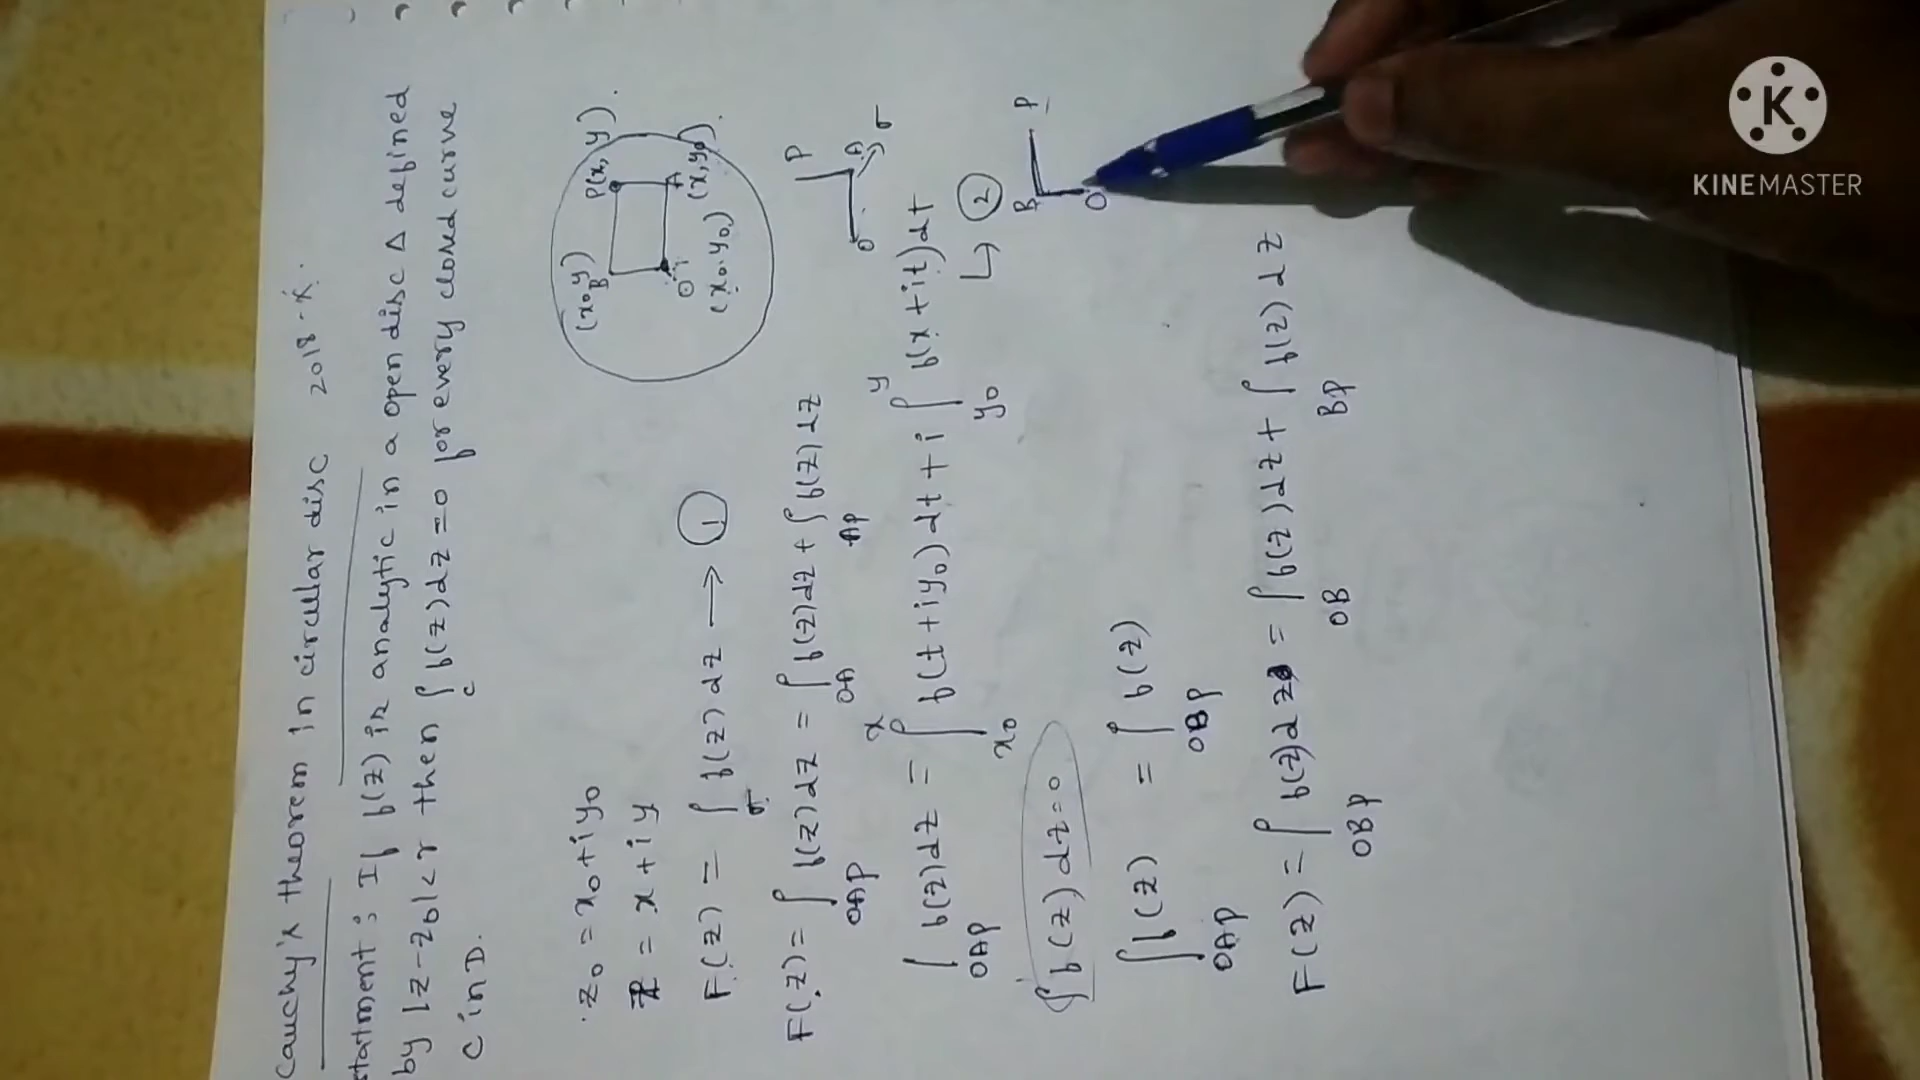 Cauchy's theorem in circular disc 2018-
Statment : If f(z) is analytic in a open disc Δ defined
by |z-z0|<r then ∫c f(z)dz=0 for every closed curve
C in D.
z0 = x0+iy0
z = x+iy
(x0,y)
B
P(x,y).
A
(x,y0).
O
(x0,y0)
F(z) = ∫σ f(z)dz → ①
F(z) = ∫OAP f(z)dz = ∫OA f(z)dz + ∫AP f(z)dz
O A P σ
∫OAP f(z)dz = ∫x0^x f(t+iy0)dt + i ∫y0^y f(x+it)dt
↳ ②
∫ f(z)dz=0
B P O
∫OAP f(z) = ∫OBP f(z)
F(z) = ∫OBP f(z)dz = ∫OB f(z)dz + ∫BP f(z)dz
K
KINEMASTER